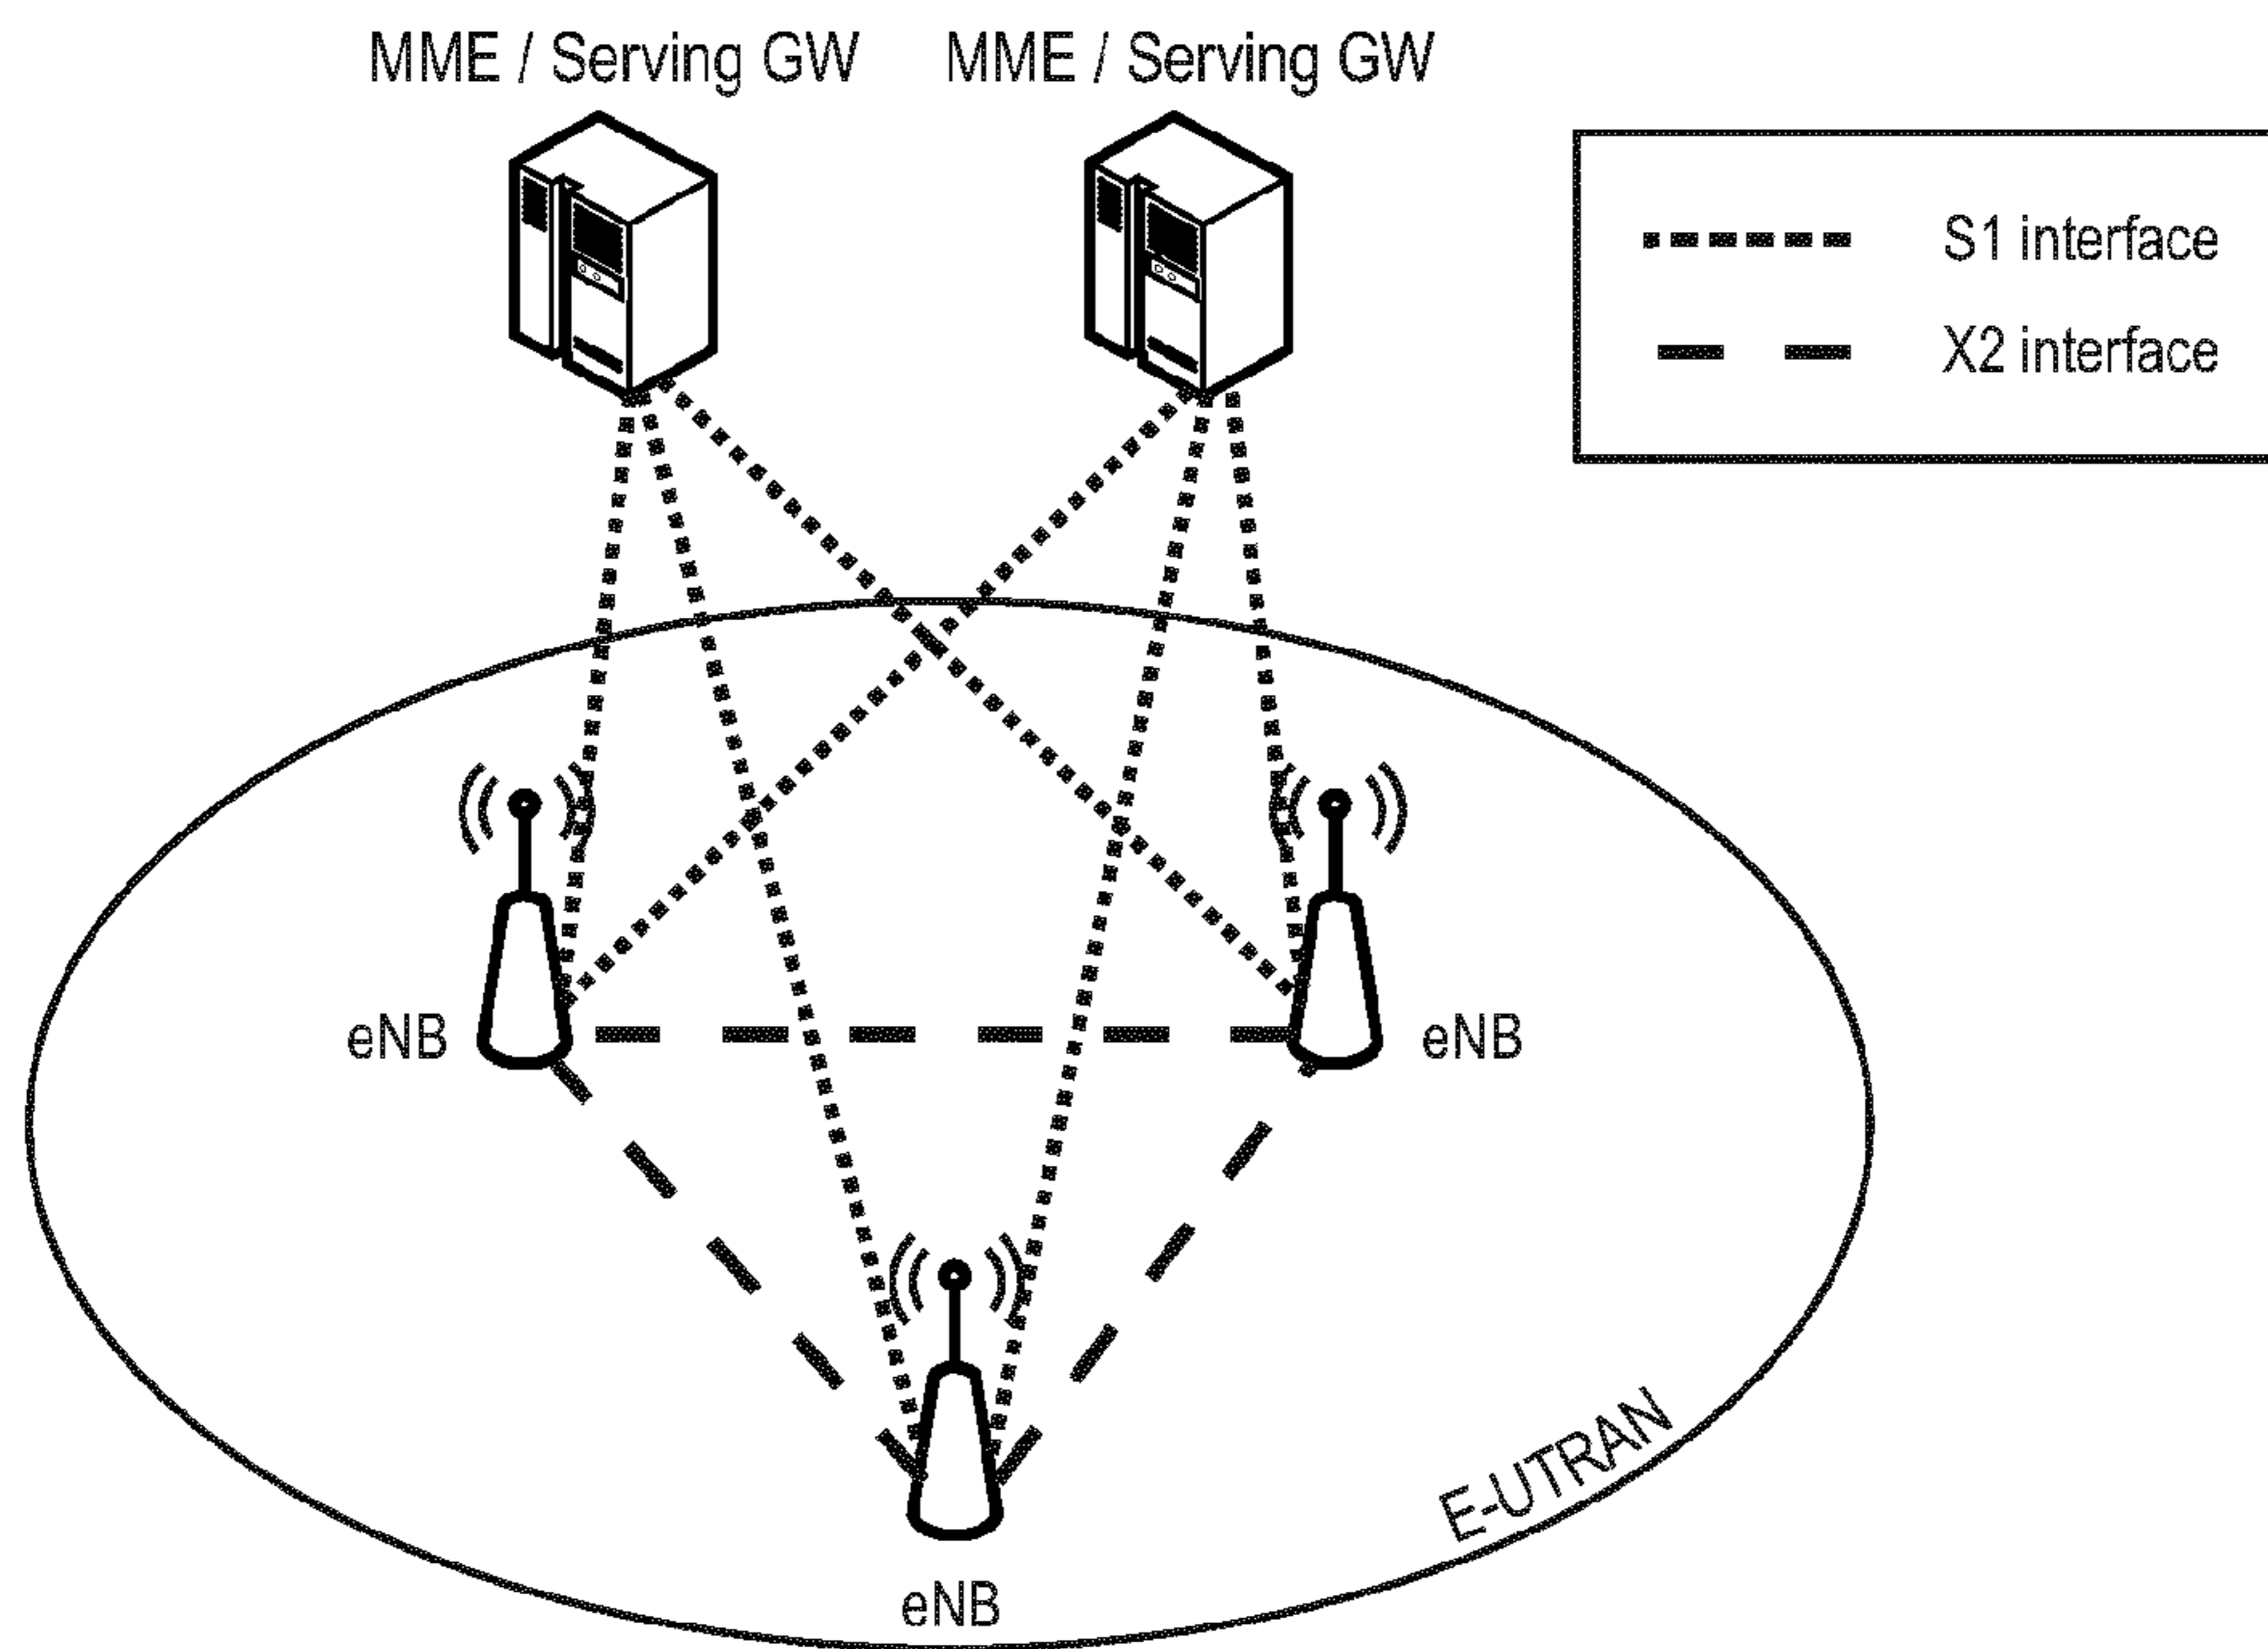 MME / Serving GW
MME / Serving GW
S1 interface
X2 interface
eNB
eNB
E-UTRAN
eNB